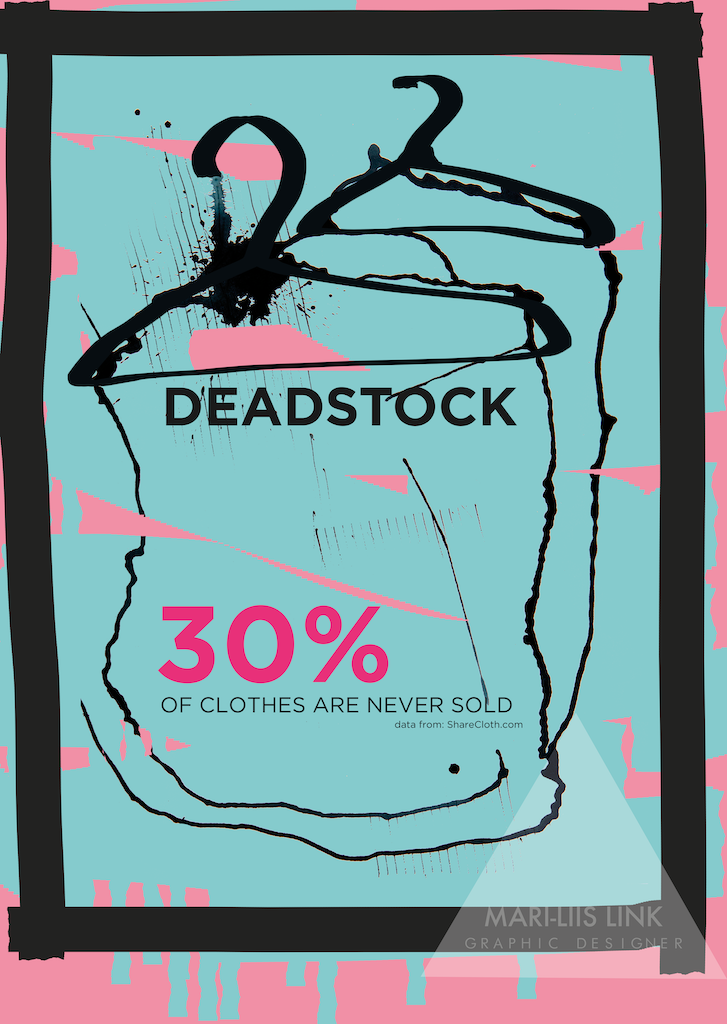 DEADSTOCK
30%
OF CLOTHES ARE NEVER SOLD
data from: ShareCloth.com
MARI-LIIS LINK
GRAPHIC DESIGNER